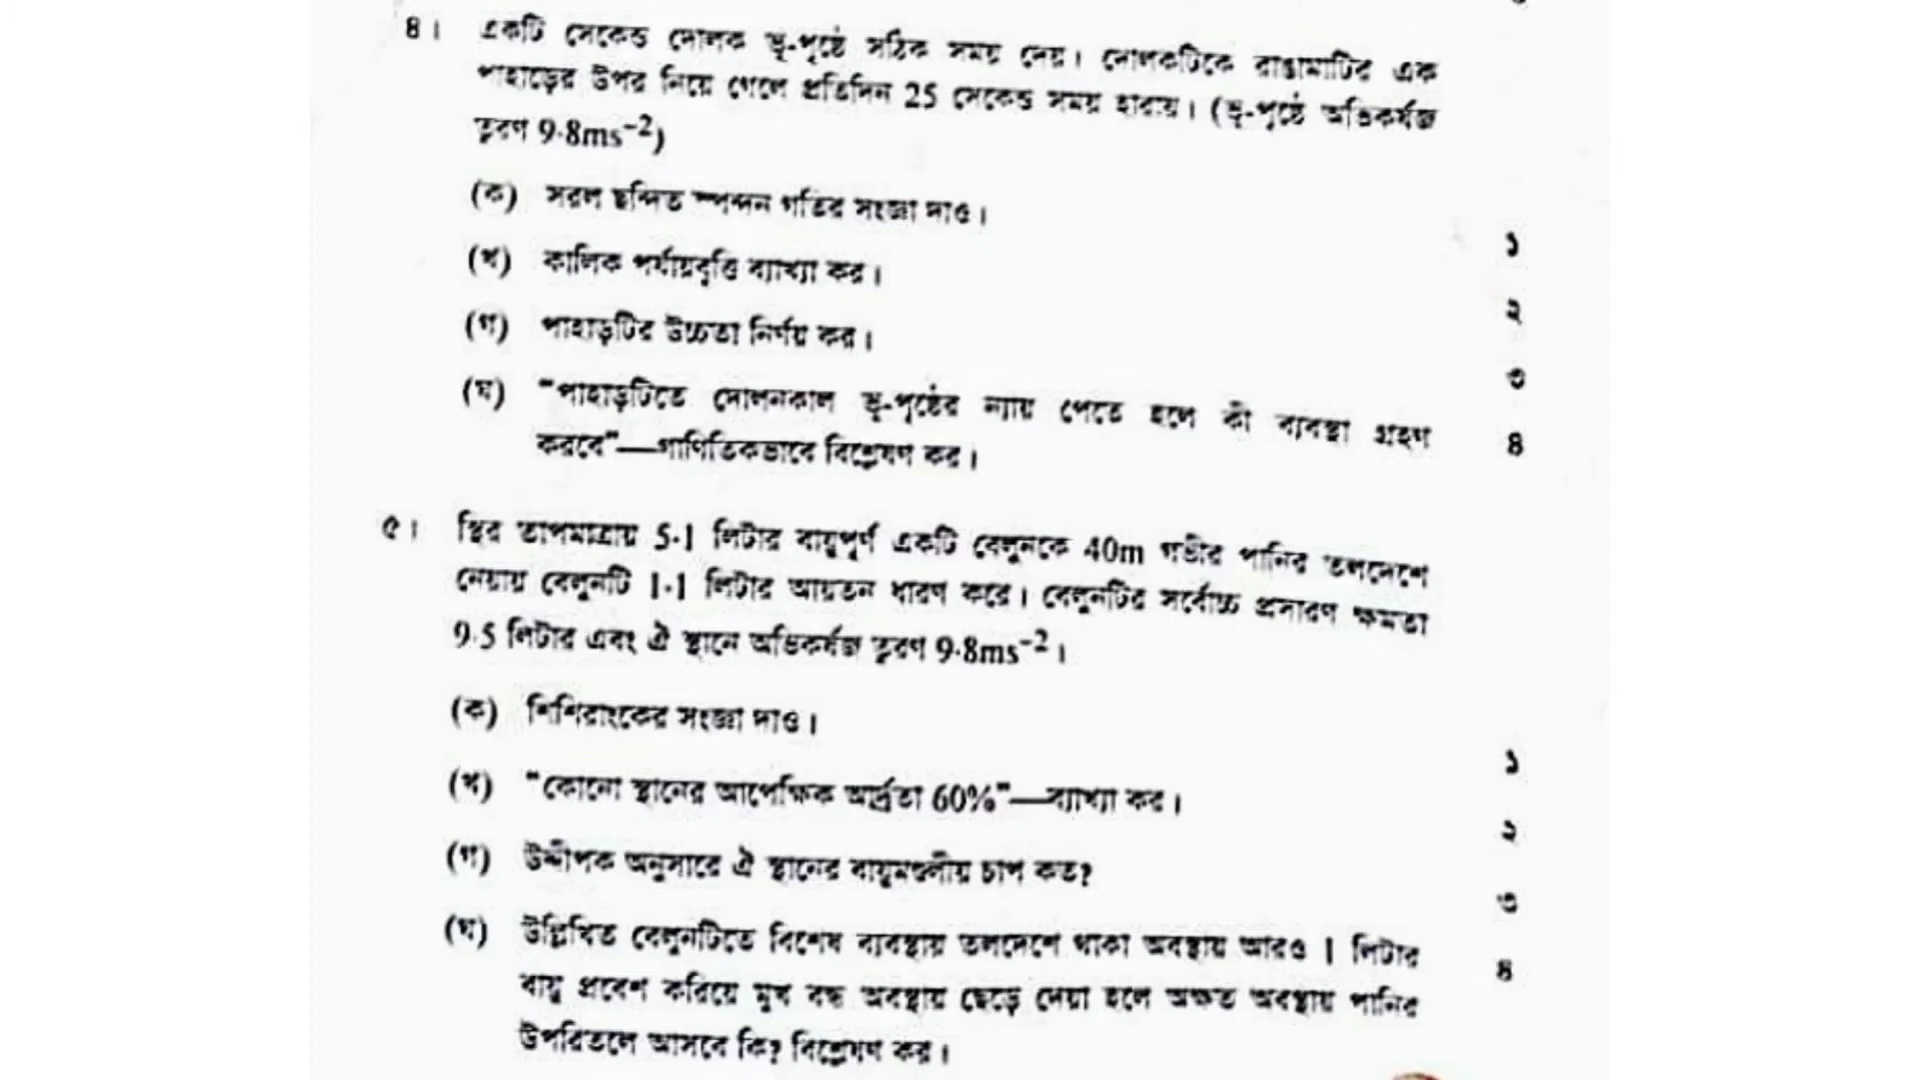 ৪। একটি সেকেন্ড দোলক ভূ-পৃষ্ঠে সঠিক সময় দেয়। দোলকটিকে রাঙামাটির এক
পাহাড়ের উপর নিয়ে গেলে প্রতিদিন 25 সেকেন্ড সময় হারায়। (ভূ-পৃষ্ঠে অভিকর্ষজ
ত্বরণ 9·8ms⁻²)
(ক) সরল ছন্দিত স্পন্দন গতির সংজ্ঞা দাও। ১
(খ) কালিক পর্যায়বৃত্তি ব্যাখ্যা কর। ২
(গ) পাহাড়টির উচ্চতা নির্ণয় কর। ৩
(ঘ) “পাহাড়টিতে দোলনকাল ভূ-পৃষ্ঠের ন্যায় পেতে হলে কী ব্যবস্থা গ্রহণ ৪
করবে”—গাণিতিকভাবে বিশ্লেষণ কর।
৫। স্থির তাপমাত্রায় 5·1 লিটার বায়ুপূর্ণ একটি বেলুনকে 40m গভীর পানির তলদেশে
নেয়ায় বেলুনটি 1·1 লিটার আয়তন ধারণ করে। বেলুনটির সর্বোচ্চ প্রসারণ ক্ষমতা
9·5 লিটার এবং ঐ স্থানে অভিকর্ষজ ত্বরণ 9·8ms⁻²।
(ক) শিশিরাংকের সংজ্ঞা দাও। ১
(খ) “কোনো স্থানের আপেক্ষিক আর্দ্রতা 60%”—ব্যাখ্যা কর। ২
(গ) উদ্দীপক অনুসারে ঐ স্থানের বায়ুমণ্ডলীয় চাপ কত? ৩
(ঘ) উল্লিখিত বেলুনটিতে বিশেষ ব্যবস্থায় তলদেশে থাকা অবস্থায় আরও 1 লিটার ৪
বায়ু প্রবেশ করিয়ে মুখ বন্ধ অবস্থায় ছেড়ে দেয়া হলে অক্ষত অবস্থায় পানির
উপরিতলে আসবে কি? বিশ্লেষণ কর।